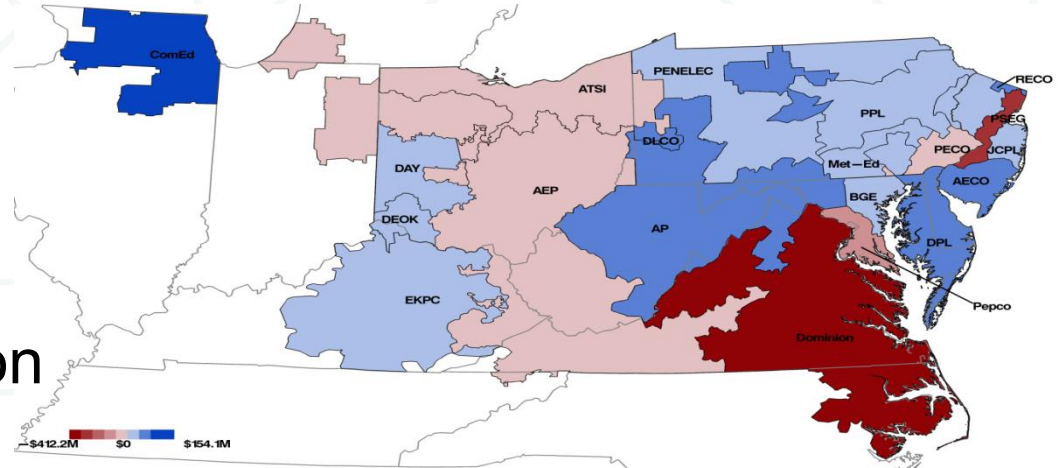 ComEd
ATSI
PENELEC
RECO
PSEG
PPL
PECO
JCPL
DLCO
Met-Ed
DAY
AEP
AECO
BGE
DEOK
AP
DPL
EKPC
Pepco
Dominion
on
-$412.2M $0 $154.1M